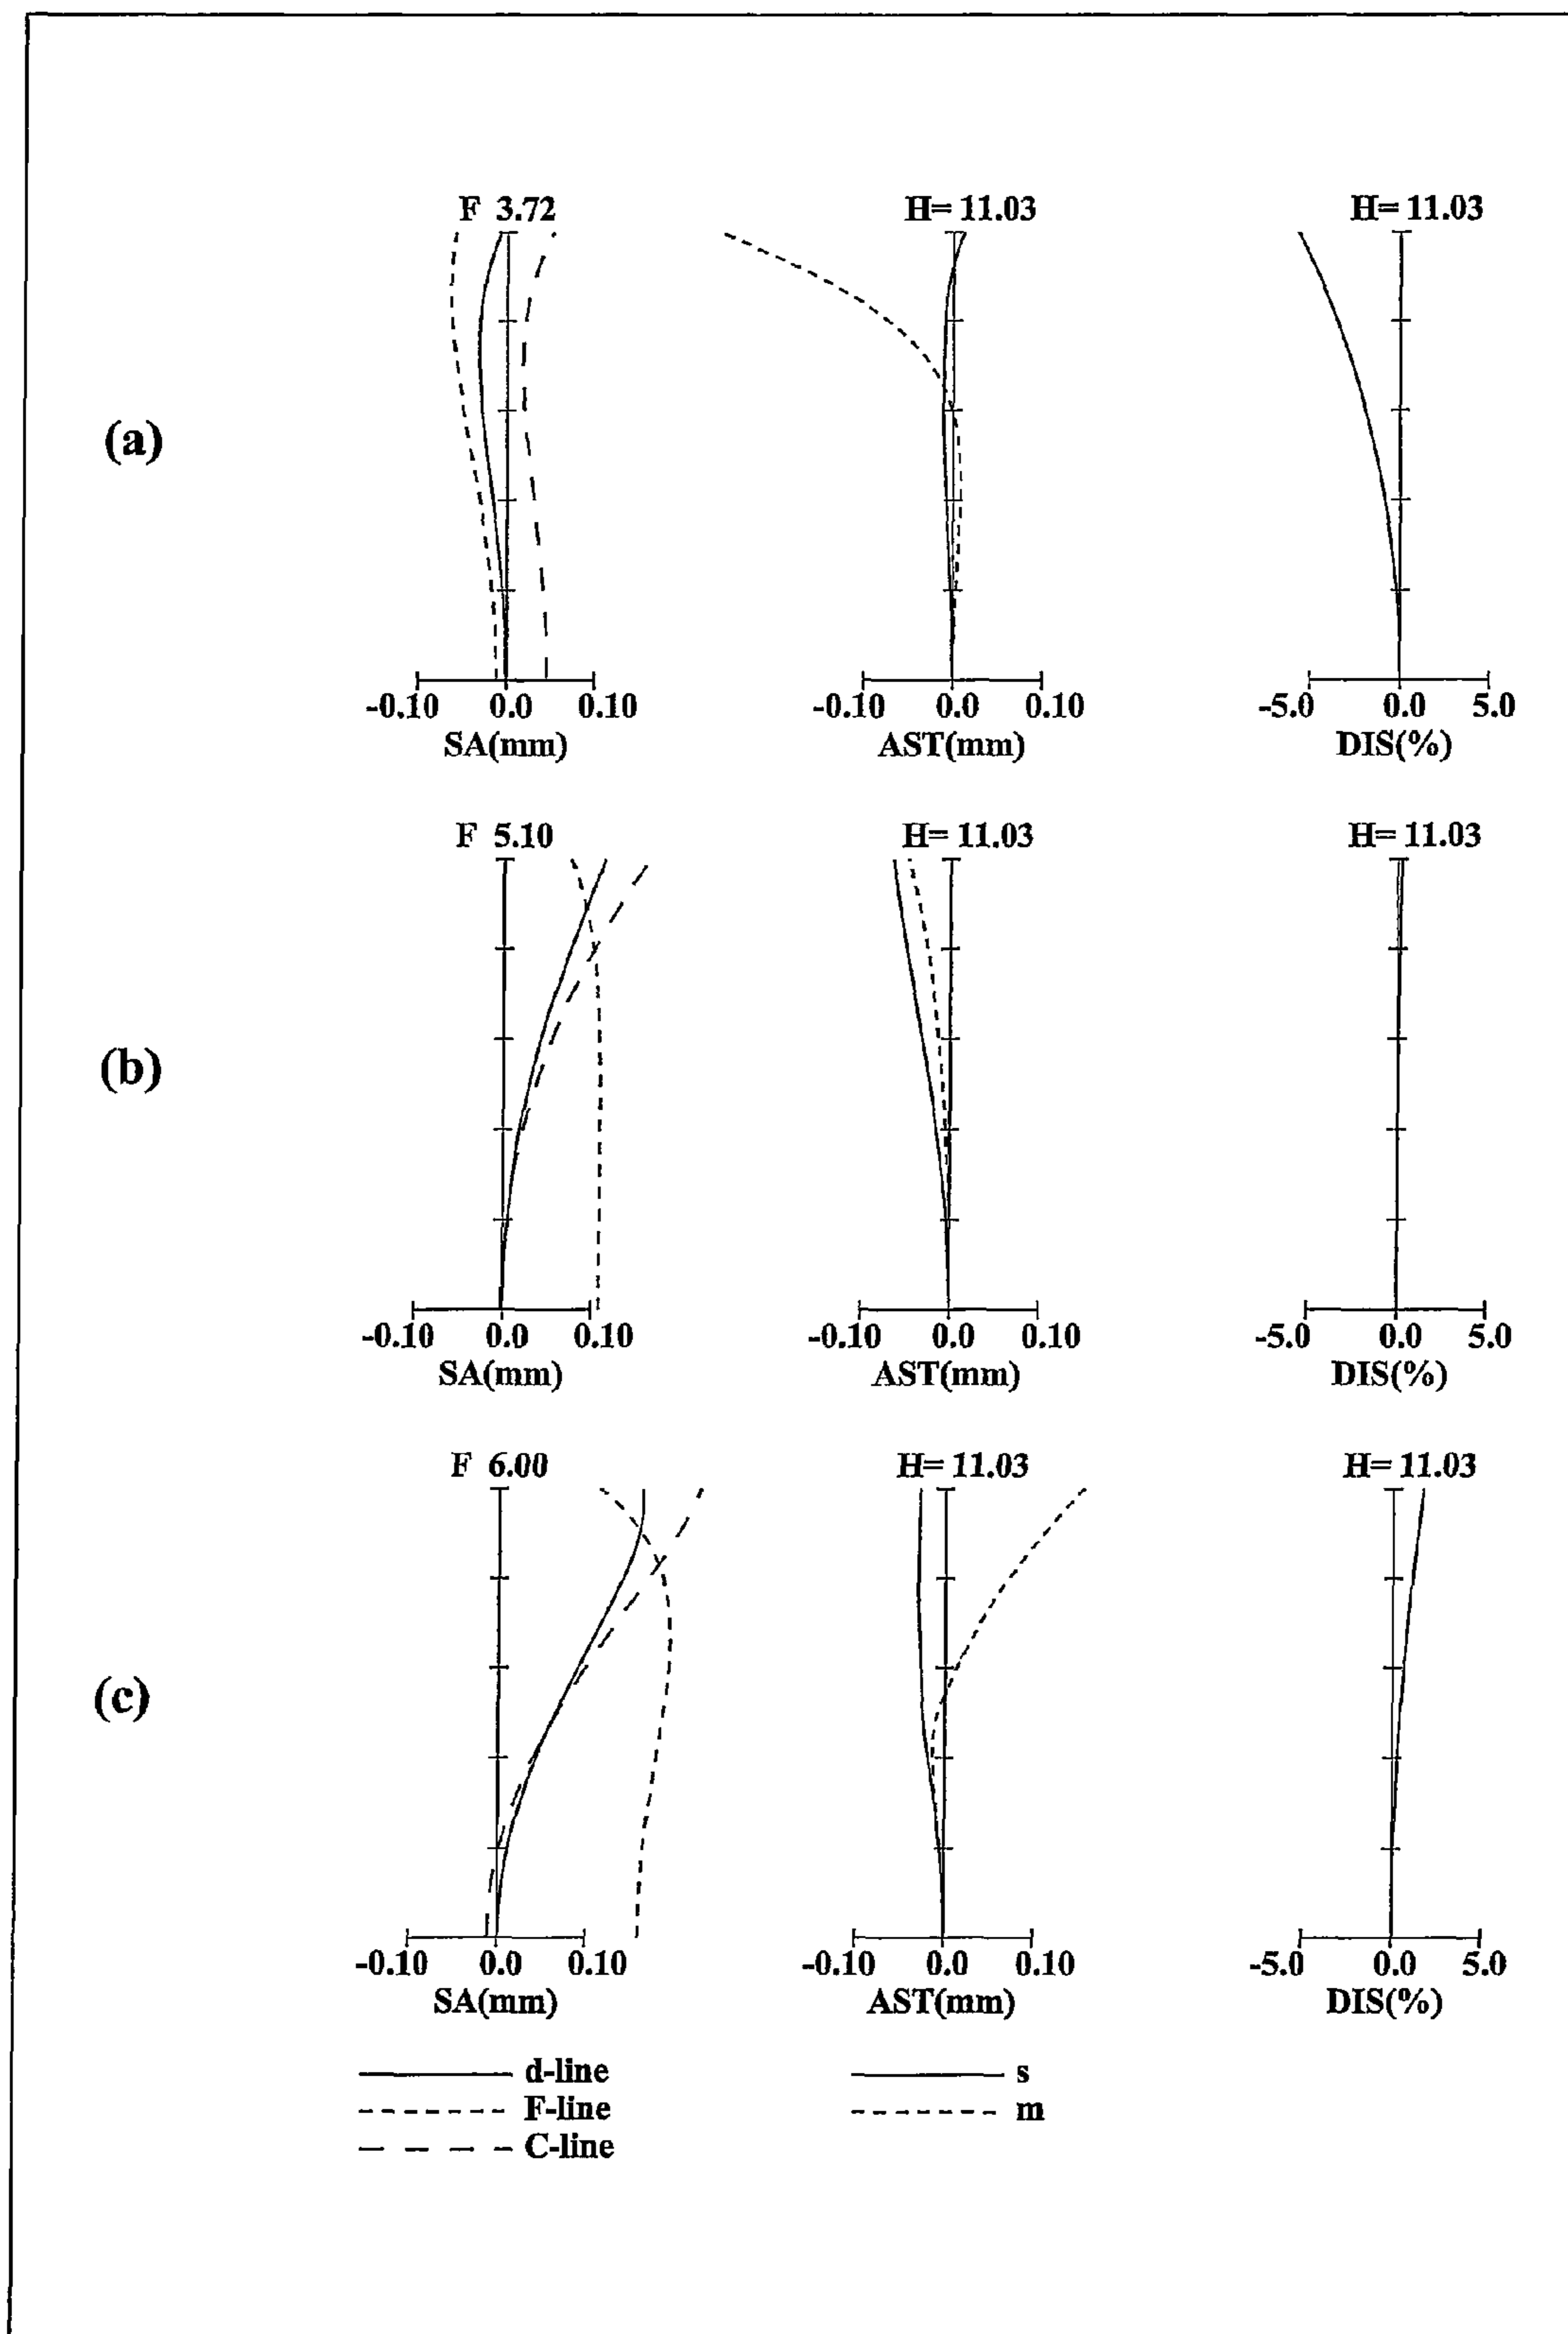 F 3.72 H= 11.03 H= 11.03
(a)
-0.10 0.0 0.10 -0.10 0.0 0.10 -5.0 0.0 5.0
SA(mm) AST(mm) DIS(%)
F 5.10 H= 11.03 H= 11.03
(b)
-0.10 0.0 0.10 -0.10 0.0 0.10 -5.0 0.0 5.0
SA(mm) AST(mm) DIS(%)
F 6.00 H= 11.03 H= 11.03
(c)
-0.10 0.0 0.10 -0.10 0.0 0.10 -5.0 0.0 5.0
SA(mm) AST(mm) DIS(%)
d-line s
F-line m
C-line